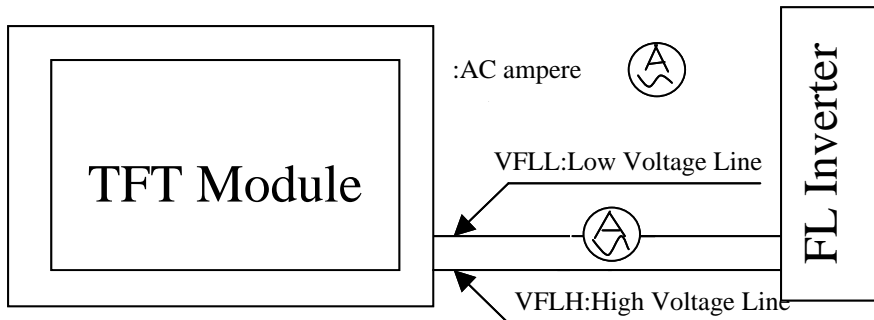 :AC ampere
A
TFT Module
VFLL:Low Voltage Line
A
VFLH:High Voltage Line
FL Inverter